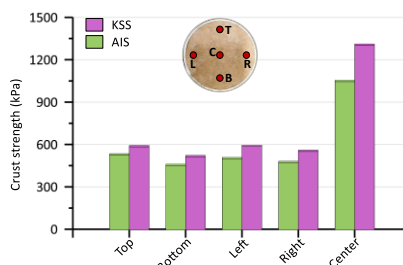 Crust strength (kPa)
1500
1200
900
600
300
0
KSS
AIS
T
C
L
R
B
Top
Bottom
Left
Right
Center